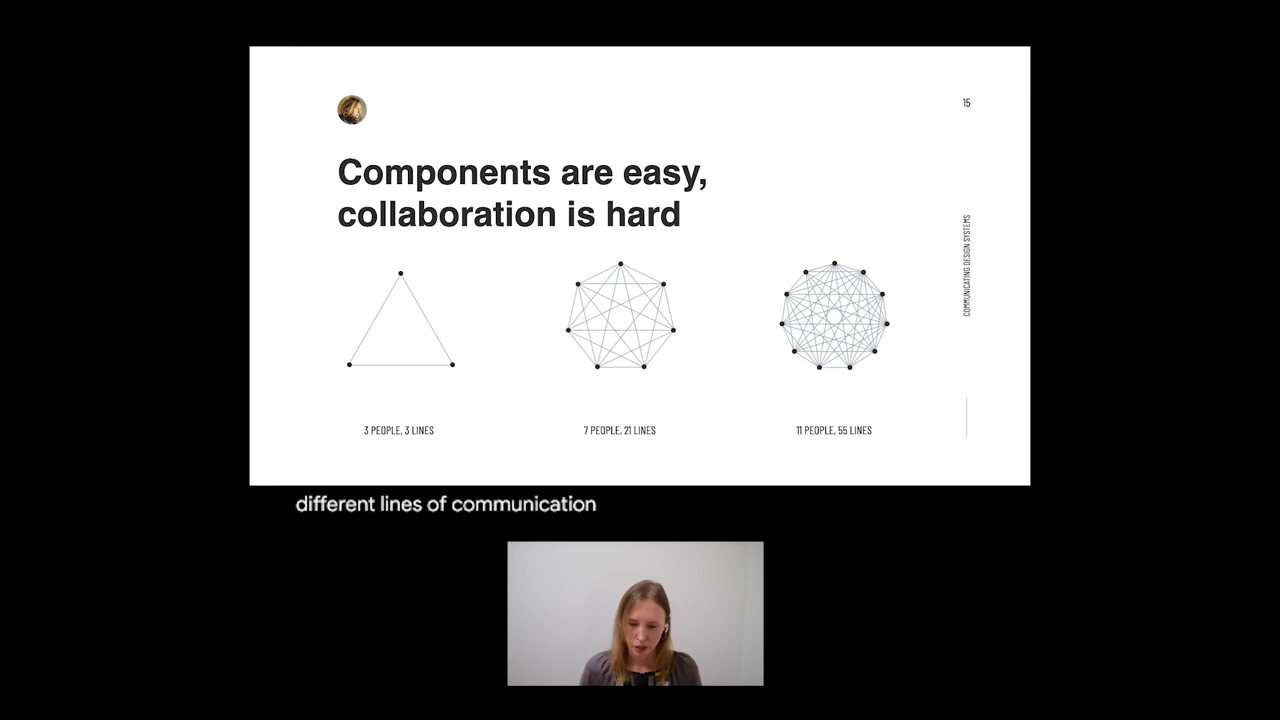 15
Components are easy,
collaboration is hard
COMMUNICATING DESIGN SYSTEMS
3 PEOPLE, 3 LINES
7 PEOPLE, 21 LINES
11 PEOPLE, 55 LINES
different lines of communication